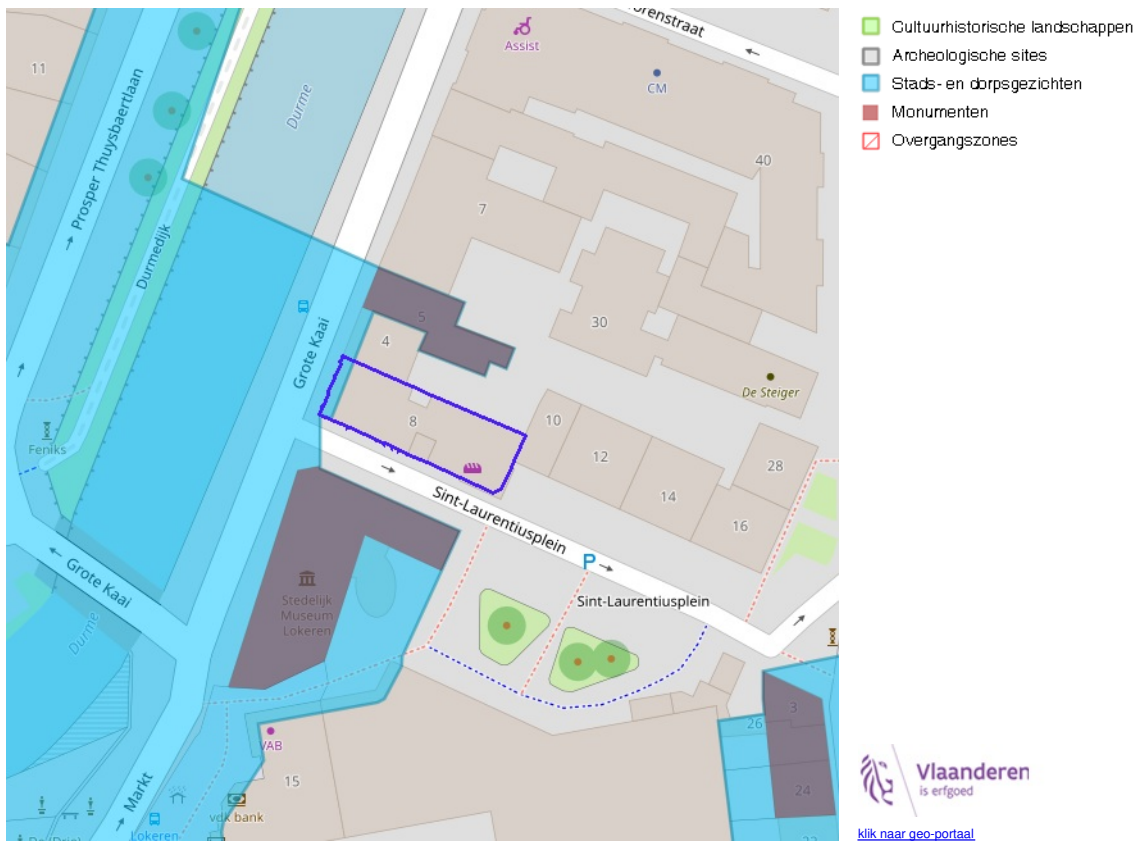 orenstraat
Assist
CM
11
40
Prosper Thuysbaertlaan
Durme
7
Durmedijk
5
30
4
Grote Kaai
De Steiger
8
10
12
28
Feniks
14
16
Sint-Laurentiusplein
Grote Kaai
P
Stedelijk
Museum
Lokeren
Sint-Laurentiusplein
Durme
3
26
VAB
15
24
Markt
vdk bank
Lokeren
22
Cultuurhistorische landschappen
Archeologische sites
Stads- en dorpsgezichten
Monumenten
Overgangszones
Vlaanderen
is erfgoed
klik naar geo-portaal